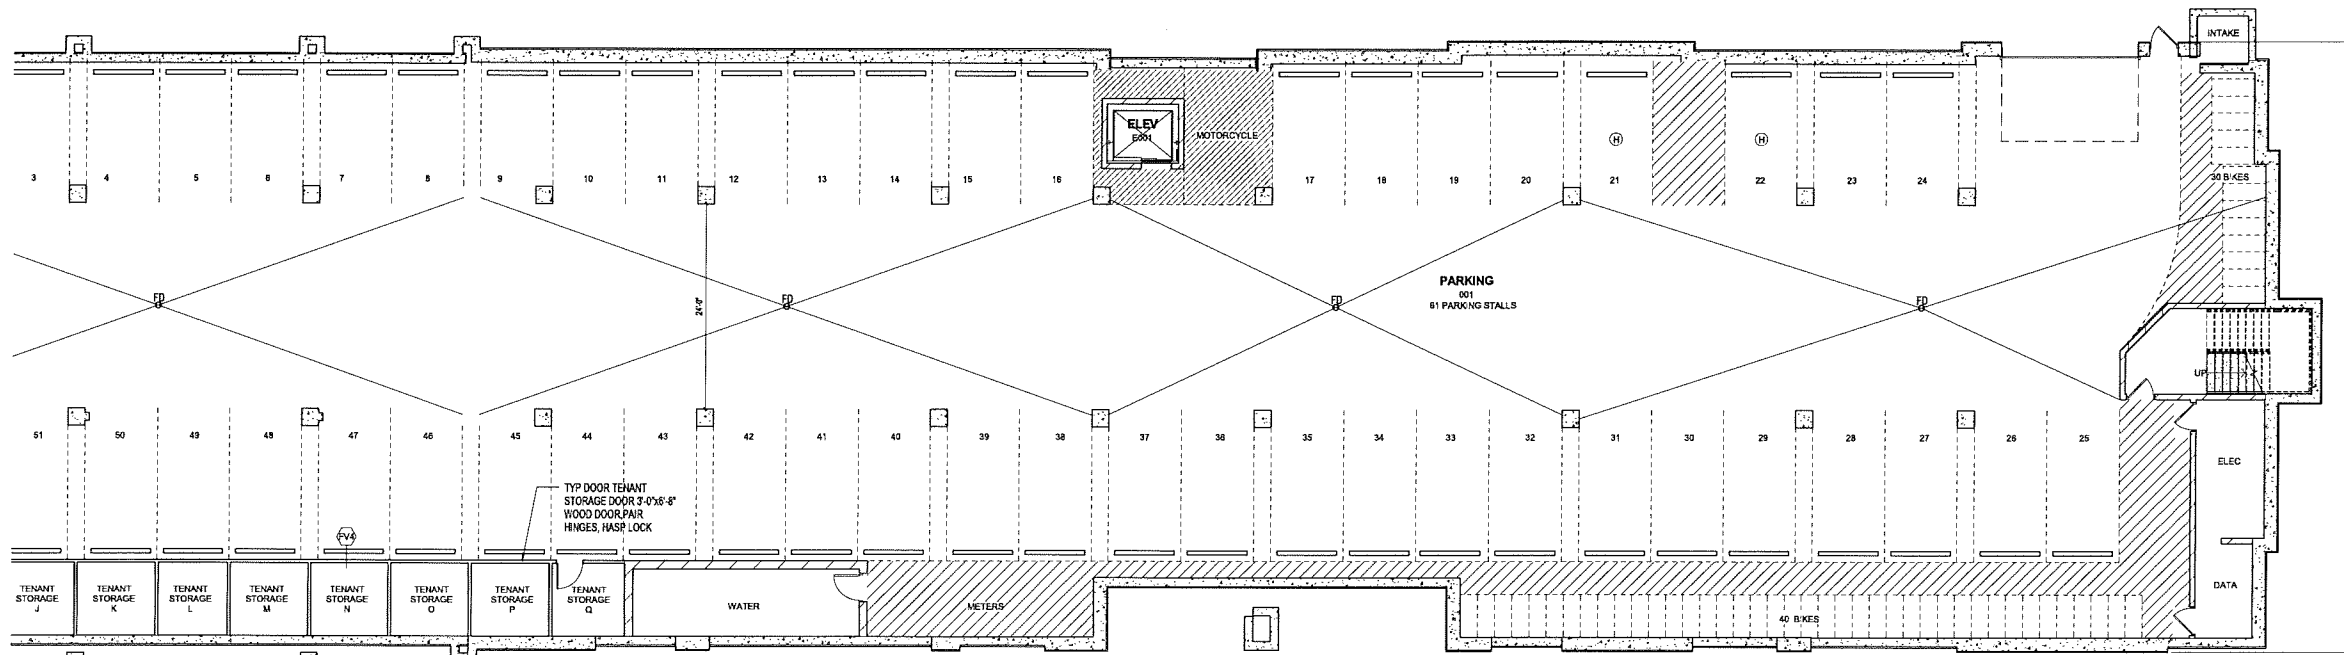 INTAKE
ELEV
E001
MOTORCYCLE
H
H
3
4
5
6
7
8
9
10
11
12
13
14
15
16
17
18
19
20
21
22
23
24
30 BIKES
FD
FD
FD
FD
24'-0"
PARKING
001
61 PARKING STALLS
UP
51
50
49
48
47
46
45
44
43
42
41
40
39
38
37
36
35
34
33
32
31
30
29
28
27
26
25
ELEC
TYP DOOR TENANT
STORAGE DOOR 3'-0"x6'-8"
WOOD DOOR, PAIR
HINGES, HASP LOCK
FV4
TENANT
STORAGE
J
TENANT
STORAGE
K
TENANT
STORAGE
L
TENANT
STORAGE
M
TENANT
STORAGE
N
TENANT
STORAGE
O
TENANT
STORAGE
P
TENANT
STORAGE
Q
WATER
METERS
40 BIKES
DATA